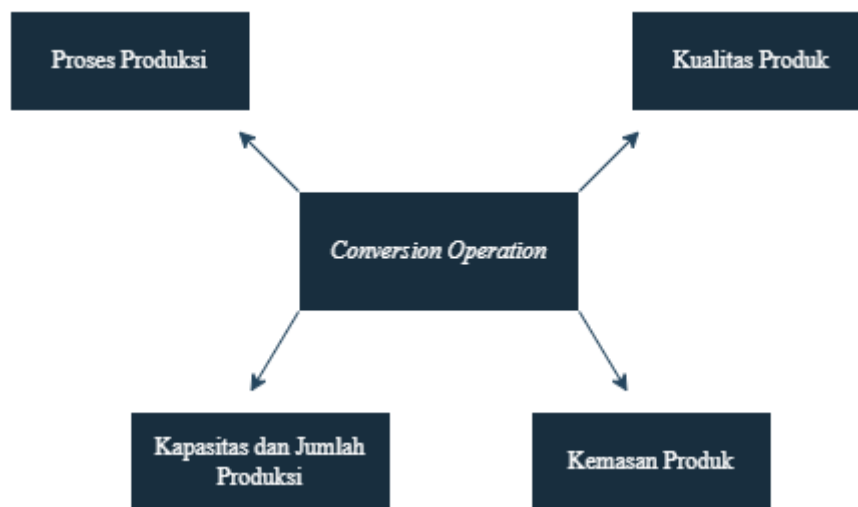 Proses Produksi
Kualitas Produk
Conversion Operation
Kapasitas dan Jumlah
Produksi
Kemasan Produk